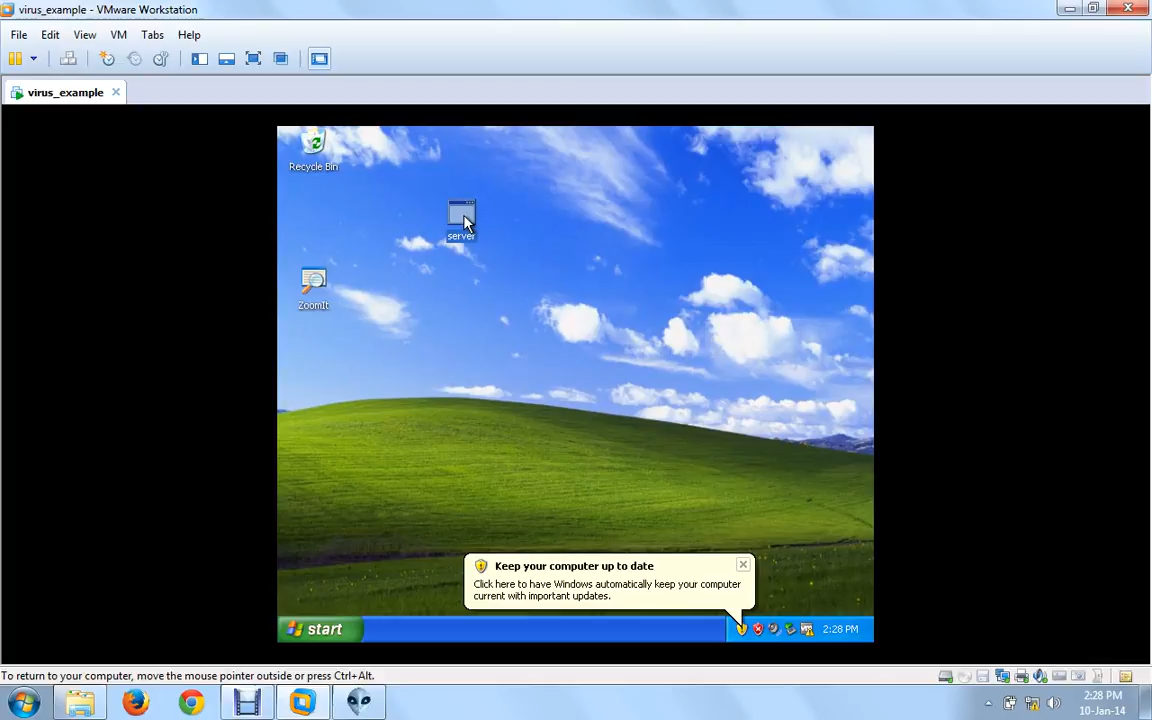 virus_example - VMware Workstation
File Edit View VM Tabs Help
virus_example
Recycle Bin
server
ZoomIt
Keep your computer up to date
Click here to have Windows automatically keep your computer
current with important updates.
start
2:28 PM
To return to your computer, move the mouse pointer outside or press Ctrl+Alt.
2:28 PM
10-Jan-14